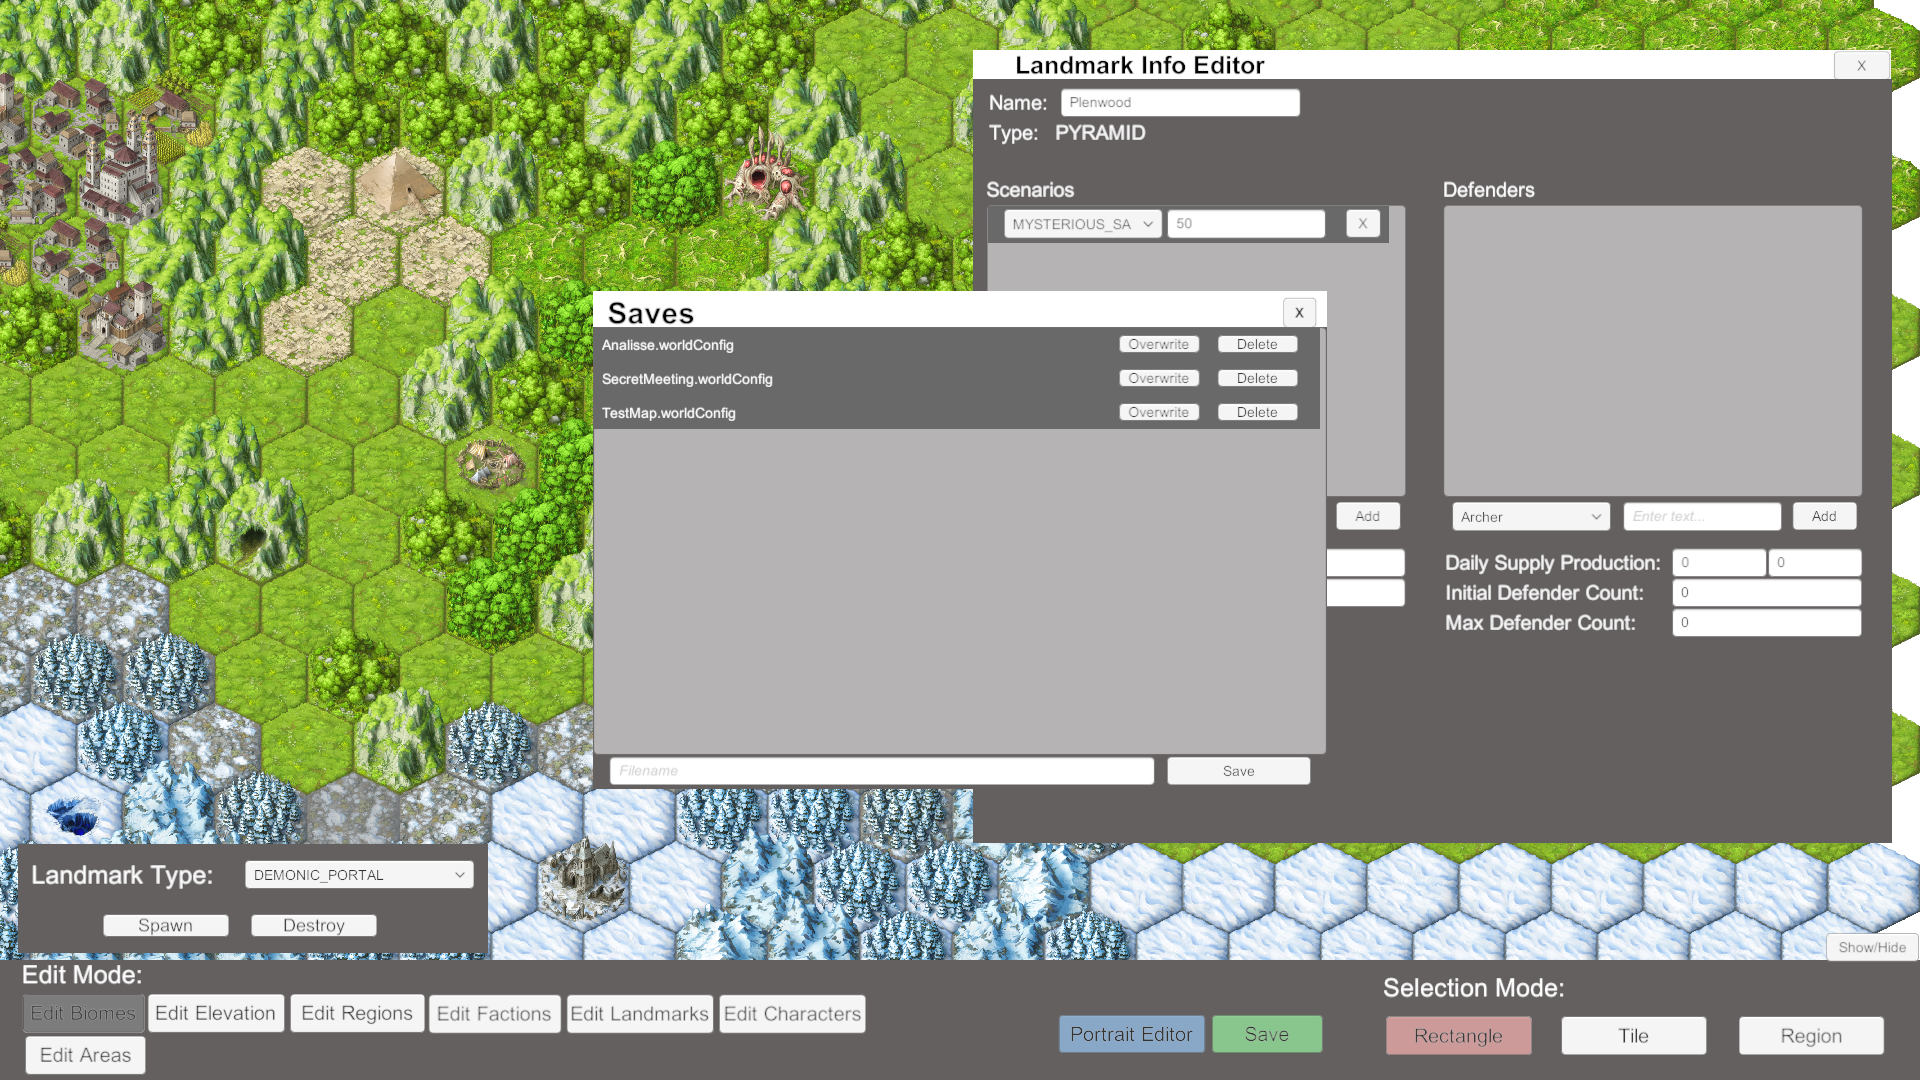 Landmark Info Editor
X
Name:
Plenwood
Type:
PYRAMID
Scenarios
Defenders
MYSTERIOUS_SA
50
X
Saves
X
Analisse.worldConfig
Overwrite
Delete
SecretMeeting.worldConfig
Overwrite
Delete
TestMap.worldConfig
Overwrite
Delete
Add
Archer
Enter text...
Add
Daily Supply Production:
0
0
Initial Defender Count:
0
Max Defender Count:
0
Filename
Save
Landmark Type:
DEMONIC_PORTAL
Spawn
Destroy
Show/Hide
Edit Mode:
Edit Biomes
Edit Elevation
Edit Regions
Edit Factions
Edit Landmarks
Edit Characters
Edit Areas
Portrait Editor
Save
Selection Mode:
Rectangle
Tile
Region